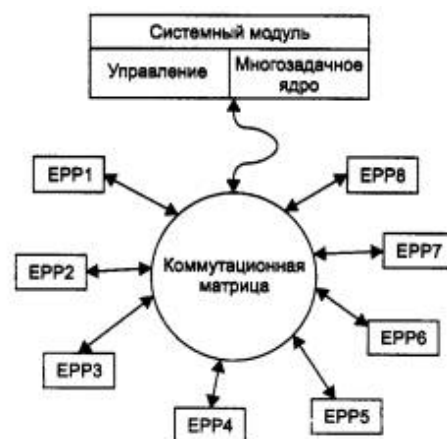 Системный модуль
Управление
Многозадачное
ядро
EPP1
EPP8
EPP2
Коммутационная
матрица
EPP7
EPP3
EPP6
EPP4
EPP5